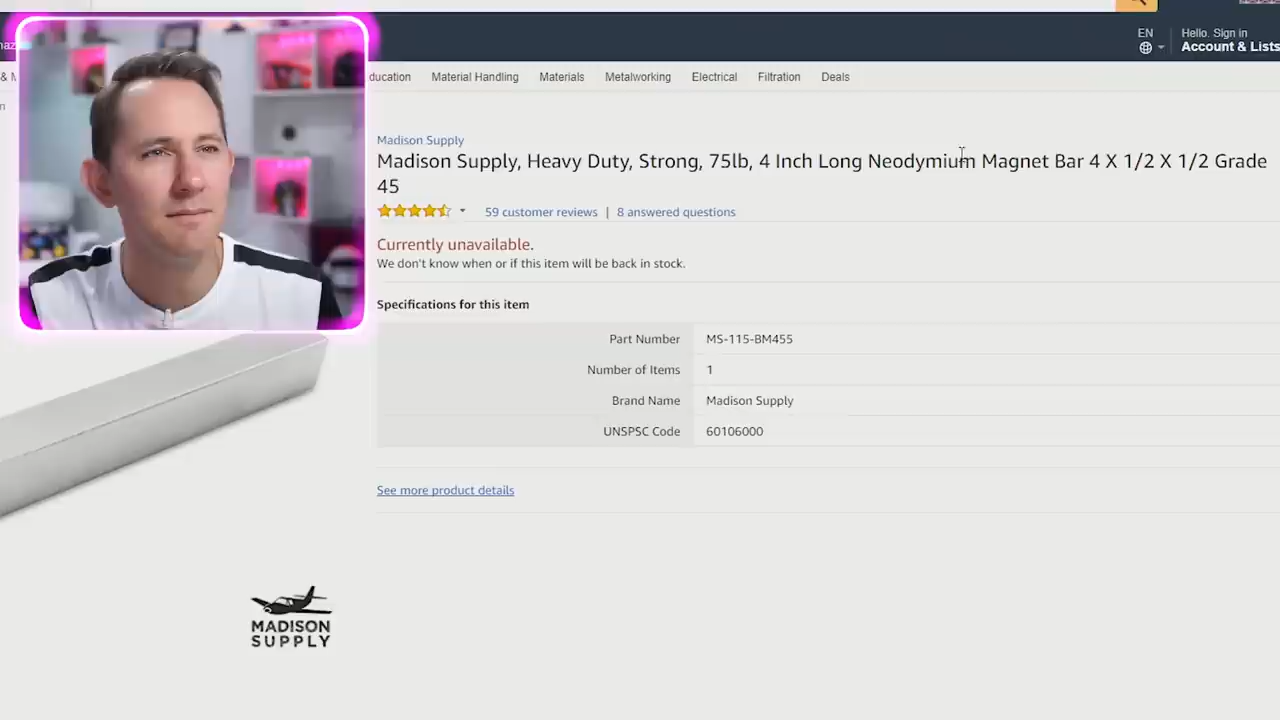 EN
Hello. Sign in
Account & Lists
ducation
Material Handling
Materials
Metalworking
Electrical
Filtration
Deals
Madison Supply
Madison Supply, Heavy Duty, Strong, 75lb, 4 Inch Long Neodymium Magnet Bar 4 X 1/2 X 1/2 Grade
45
59 customer reviews | 8 answered questions
Currently unavailable.
We don't know when or if this item will be back in stock.
Specifications for this item
Part Number MS-115-BM455
Number of Items 1
Brand Name Madison Supply
UNSPSC Code 60106000
See more product details
MADISON
SUPPLY